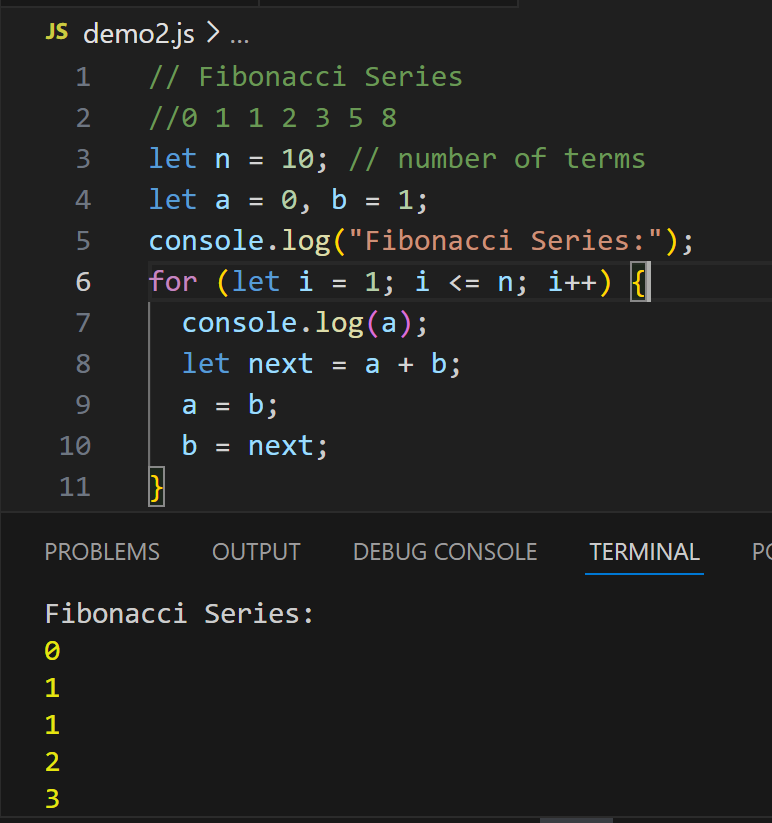 JS demo2.js > ...
1 // Fibonacci Series
2 //0 1 1 2 3 5 8
3 let n = 10; // number of terms
4 let a = 0, b = 1;
5 console.log("Fibonacci Series:");
6 for (let i = 1; i <= n; i++) {
7   console.log(a);
8   let next = a + b;
9   a = b;
10   b = next;
11 }
PROBLEMS OUTPUT DEBUG CONSOLE TERMINAL
Fibonacci Series:
0
1
1
2
3